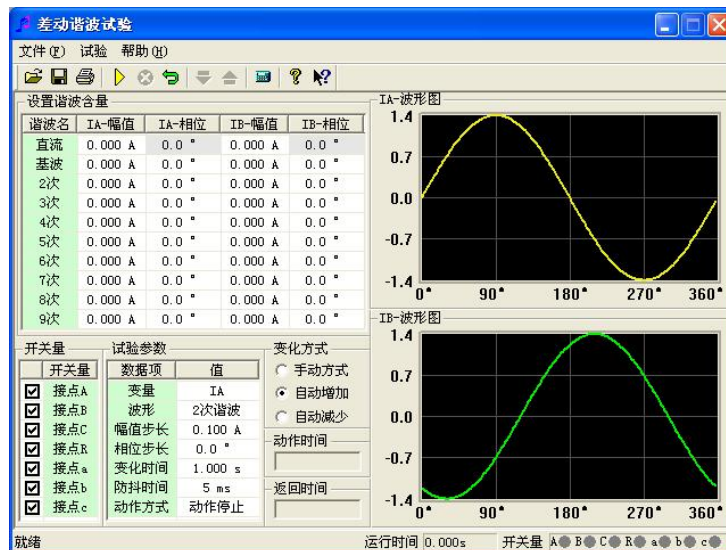 差动谐波试验
文件(F) 试验 帮助(H)
设置谐波含量
谐波名 IA-幅值 IA-相位 IB-幅值 IB-相位
直流 0.000 A 0.0 ° 0.000 A 0.0 °
基波 0.000 A 0.0 ° 0.000 A 0.0 °
2次 0.000 A 0.0 ° 0.000 A 0.0 °
3次 0.000 A 0.0 ° 0.000 A 0.0 °
4次 0.000 A 0.0 ° 0.000 A 0.0 °
5次 0.000 A 0.0 ° 0.000 A 0.0 °
6次 0.000 A 0.0 ° 0.000 A 0.0 °
7次 0.000 A 0.0 ° 0.000 A 0.0 °
8次 0.000 A 0.0 ° 0.000 A 0.0 °
9次 0.000 A 0.0 ° 0.000 A 0.0 °
IA-波形图
1.4
0.7
0.0
-0.7
-1.4
0° 90° 180° 270° 360°
IB-波形图
1.4
0.7
0.0
-0.7
-1.4
0° 90° 180° 270° 360°
开关量
开关量
接点A
接点B
接点C
接点R
接点a
接点b
接点c
试验参数
数据项 值
变量 IA
波形 2次谐波
幅值步长 0.100 A
相位步长 0.0 °
变化时间 1.000 s
防抖时间 5 ms
动作方式 动作停止
变化方式
手动方式
自动增加
自动减少
动作时间
返回时间
就绪 运行时间 0.000s 开关量 A B C R a b c